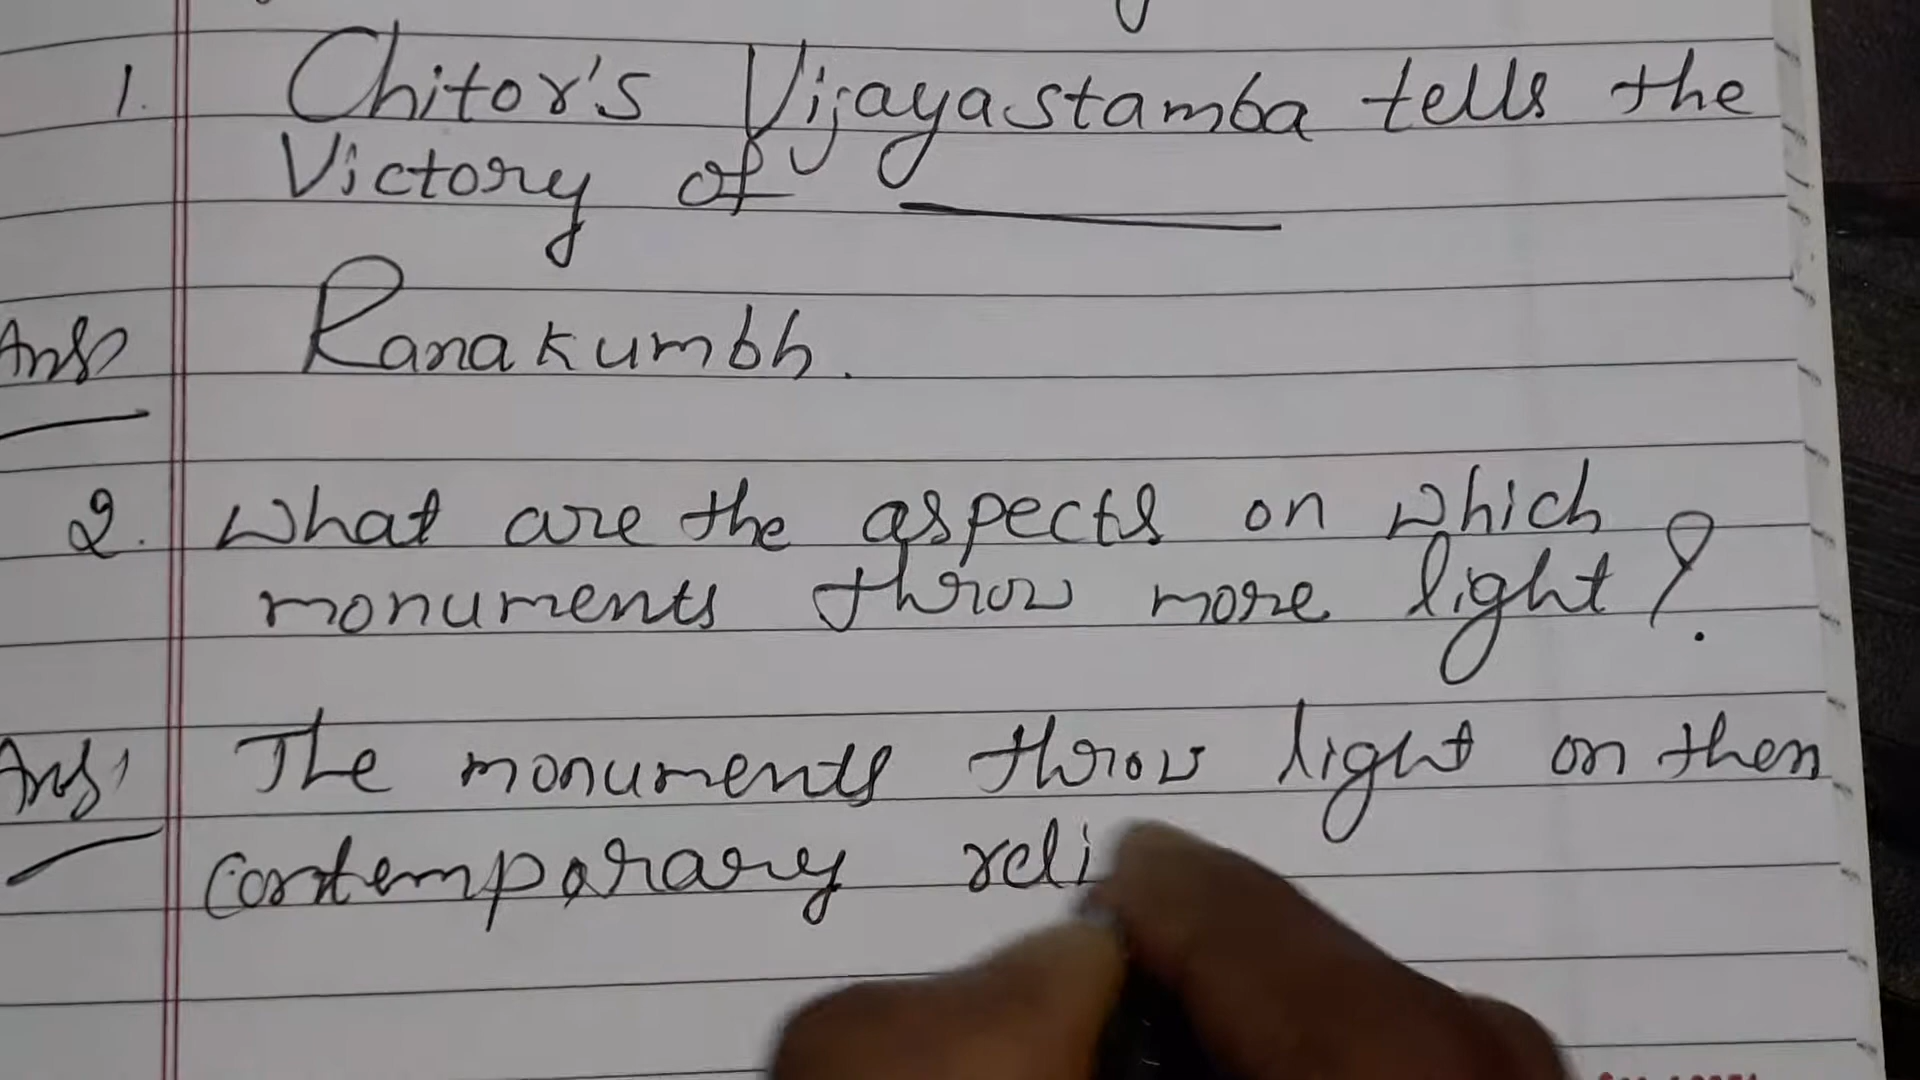 1. Chitor's Vijayastamba tells the
Victory of
Ans Ranakumbh.
2. What are the aspects on which
monuments throw more light?
Ans The monuments throw light on then
contemporary reli